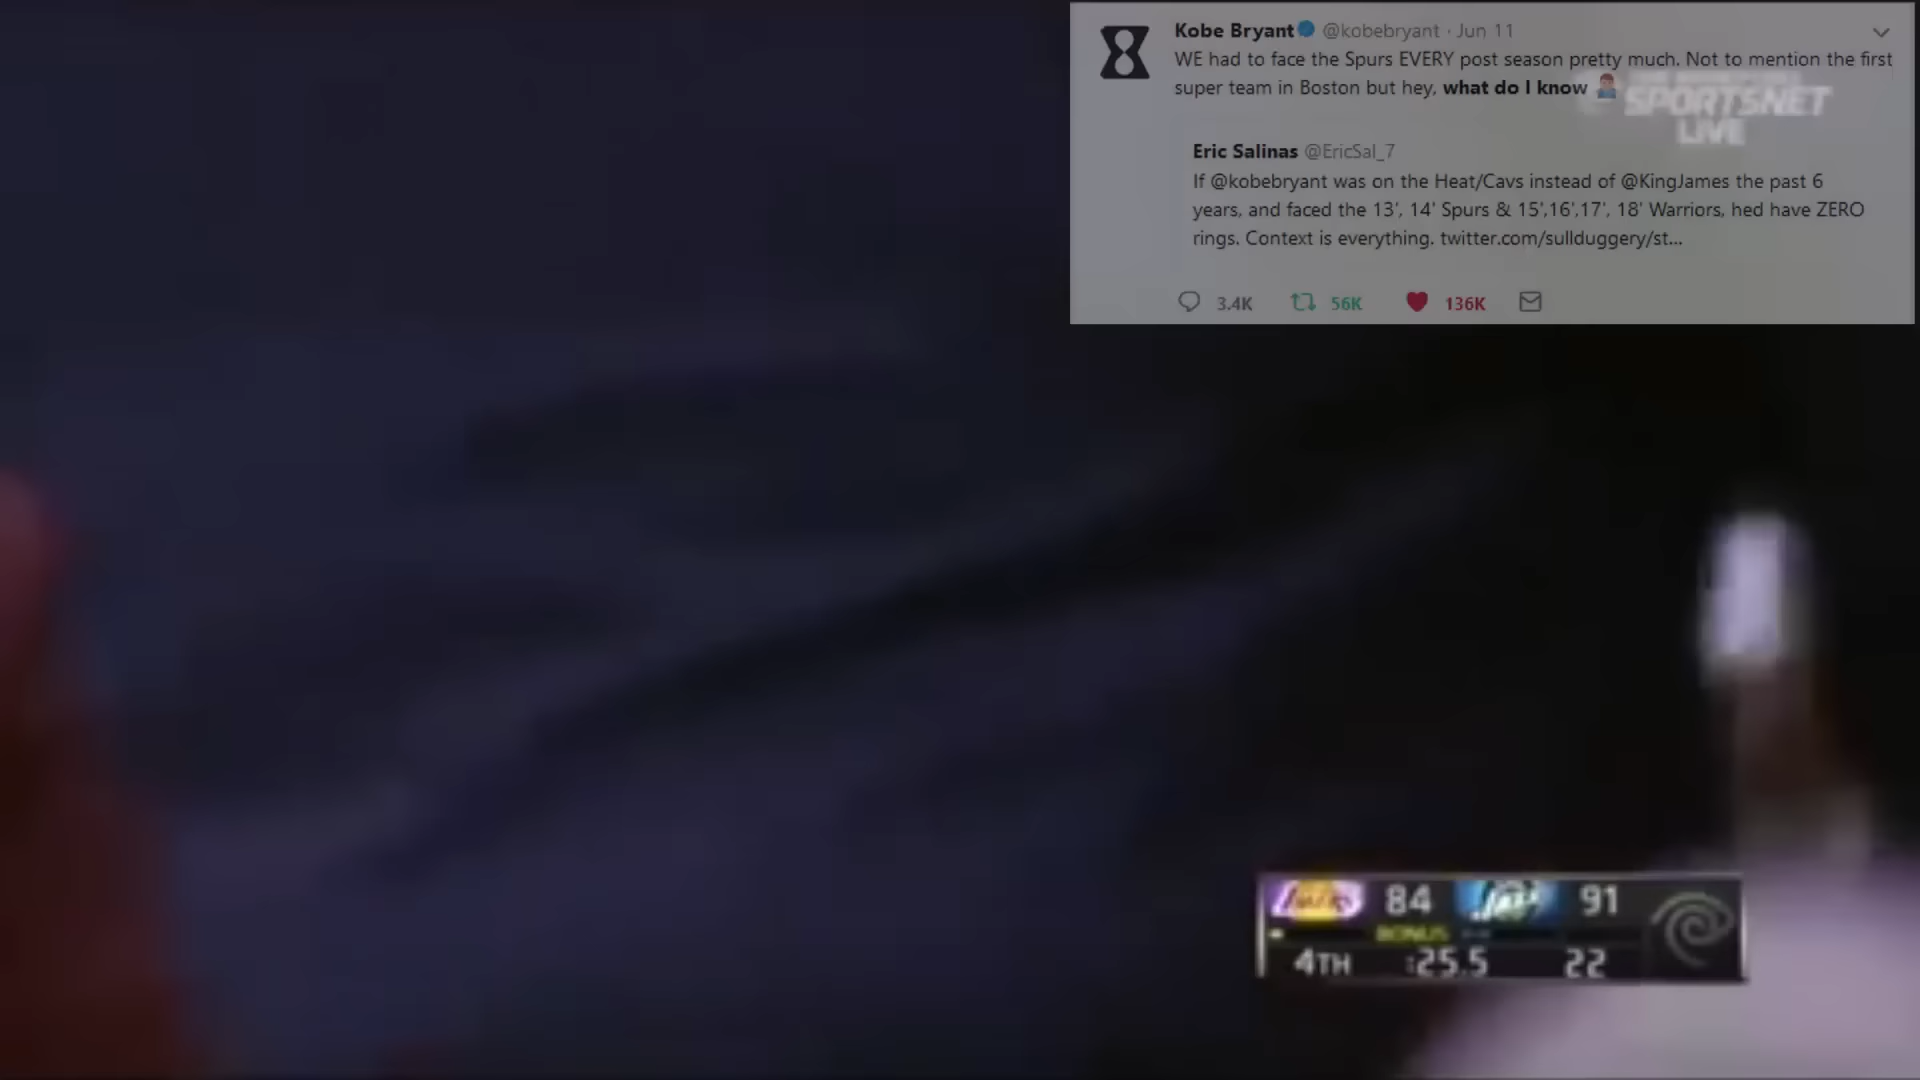 Kobe Bryant @kobebryant · Jun 11
WE had to face the Spurs EVERY post season pretty much. Not to mention the first
super team in Boston but hey, what do I know
SPORTSNET
LIVE
Eric Salinas @EricSal_7
If @kobebryant was on the Heat/Cavs instead of @KingJames the past 6
years, and faced the 13', 14' Spurs & 15',16',17', 18' Warriors, hed have ZERO
rings. Context is everything. twitter.com/sullduggery/st...
3.4K 56K 136K
84 91
BONUS
4TH :25.5 22